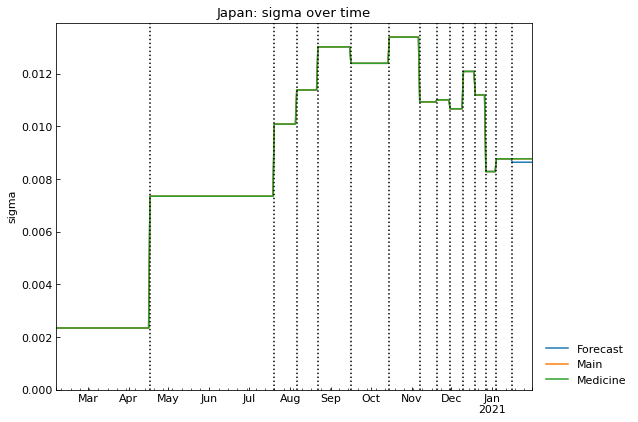 Japan: sigma over time
sigma
0.012
0.010
0.008
0.006
0.004
0.002
0.000
Mar Apr May Jun Jul Aug Sep Oct Nov Dec Jan
2021
Forecast
Main
Medicine